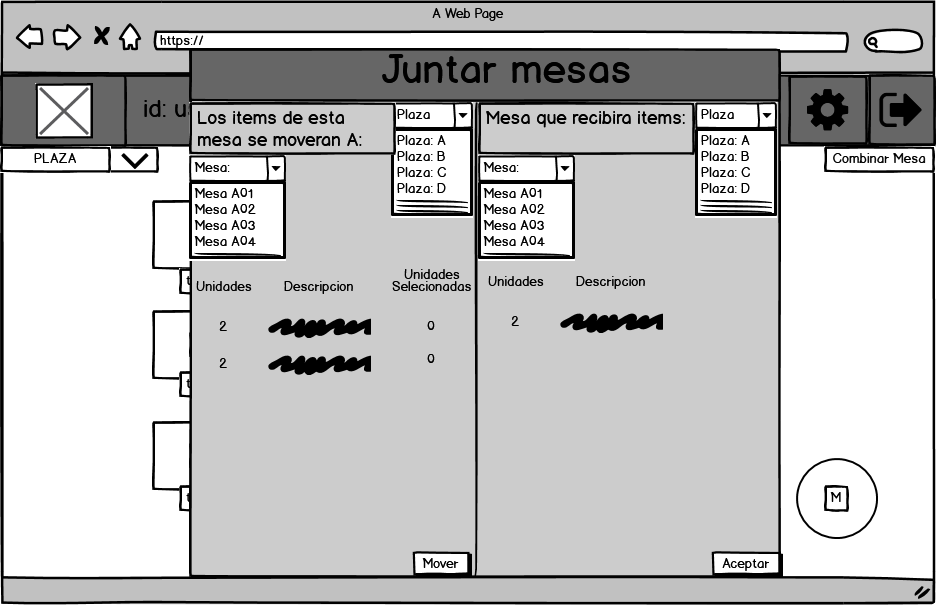 A Web Page
https://
Juntar mesas
id: u
Los items de esta
mesa se moveran A:
Plaza
Plaza: A
Plaza: B
Plaza: C
Plaza: D
Mesa que recibira items:
Plaza
Plaza: A
Plaza: B
Plaza: C
Plaza: D
PLAZA
Combinar Mesa
Mesa:
Mesa A01
Mesa A02
Mesa A03
Mesa A04
Mesa:
Mesa A01
Mesa A02
Mesa A03
Mesa A04
Unidades
Descripcion
Unidades
Selecionadas
2
0
2
0
Unidades
Descripcion
2
M
Mover
Aceptar